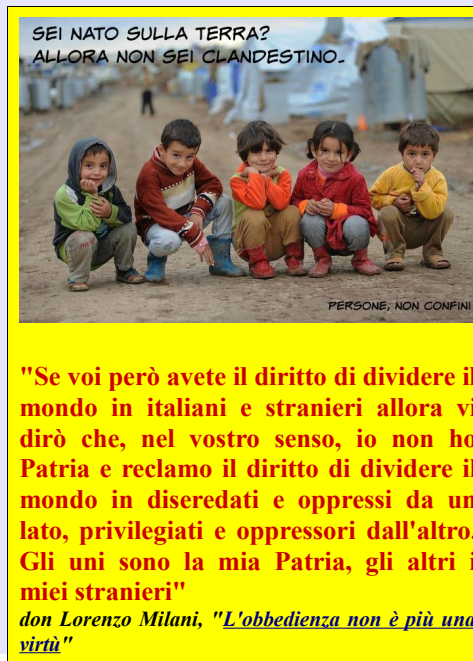 SEI NATO SULLA TERRA?
ALLORA NON SEI CLANDESTINO.
PERSONE, NON CONFINI
"Se voi però avete il diritto di dividere il
mondo in italiani e stranieri allora vi
dirò che, nel vostro senso, io non ho
Patria e reclamo il diritto di dividere il
mondo in diseredati e oppressi da un
lato, privilegiati e oppressori dall'altro.
Gli uni sono la mia Patria, gli altri i
miei stranieri"
don Lorenzo Milani, "L'obbedienza non è più una
virtù"